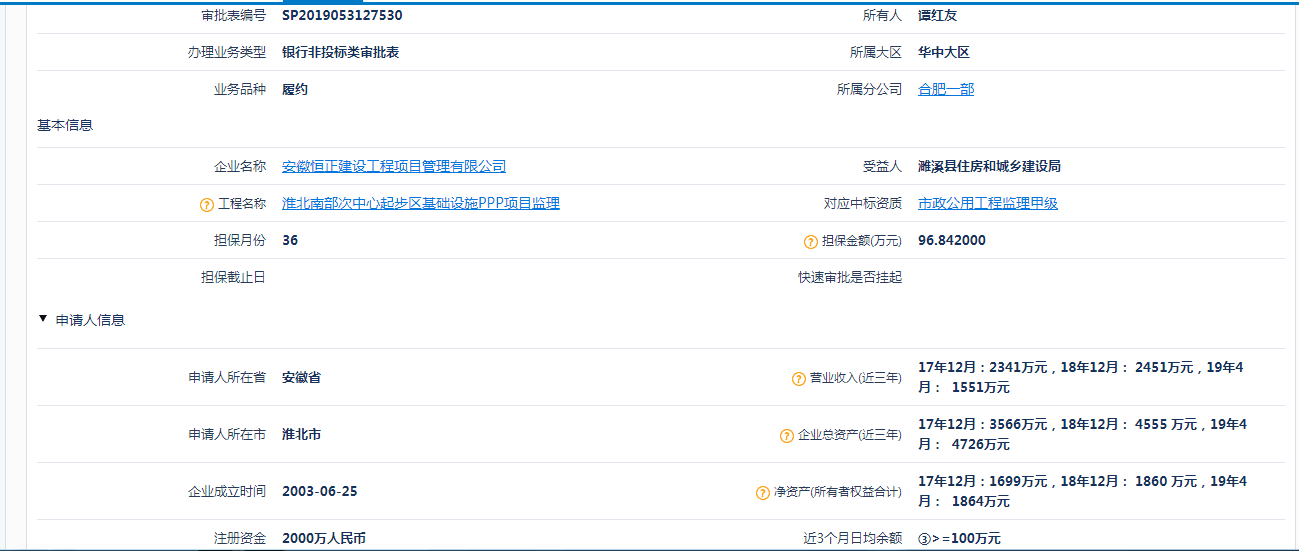 审批表编号 SP2019053127530 所有人 谭红友
办理业务类型 银行非投标类审批表 所属大区 华中大区
业务品种 履约 所属分公司 合肥一部
基本信息
企业名称 安徽恒正建设工程项目管理有限公司 受益人 濉溪县住房和城乡建设局
? 工程名称 淮北南部次中心起步区基础设施PPP项目监理 对应中标资质 市政公用工程监理甲级
担保月份 36 ? 担保金额(万元) 96.842000
担保截止日 快速审批是否挂起
▼ 申请人信息
申请人所在省 安徽省 ? 营业收入(近三年) 17年12月：2341万元，18年12月： 2451万元，19年4
月： 1551万元
申请人所在市 淮北市 ? 企业总资产(近三年) 17年12月：3566万元，18年12月： 4555 万元，19年4
月： 4726万元
企业成立时间 2003-06-25 ? 净资产(所有者权益合计) 17年12月：1699万元，18年12月： 1860 万元，19年4
月： 1864万元
注册资金 2000万人民币 近3个月日均余额 ③>=100万元